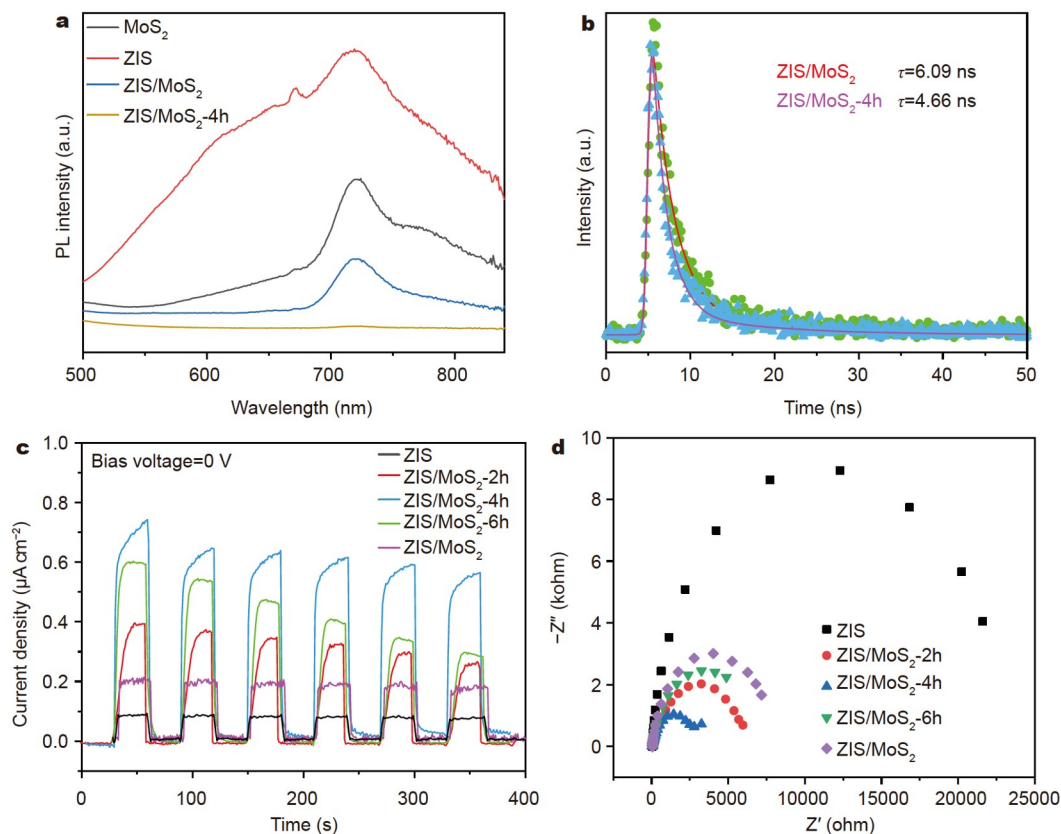 a
MoS₂
ZIS
ZIS/MoS₂
ZIS/MoS₂-4h
PL intensity (a.u.)
500 600 700 800
Wavelength (nm)
b
ZIS/MoS₂ τ=6.09 ns
ZIS/MoS₂-4h τ=4.66 ns
Intensity (a.u.)
0 10 20 30 40 50
Time (ns)
c
Bias voltage=0 V
ZIS
ZIS/MoS₂-2h
ZIS/MoS₂-4h
ZIS/MoS₂-6h
ZIS/MoS₂
Current density (μA cm⁻²)
1.0
0.8
0.6
0.4
0.2
0.0
0 100 200 300 400
Time (s)
d
ZIS
ZIS/MoS₂-2h
ZIS/MoS₂-4h
ZIS/MoS₂-6h
ZIS/MoS₂
−Z″ (kohm)
10
8
6
4
2
0
0 5000 10000 15000 20000 25000
Z′ (ohm)